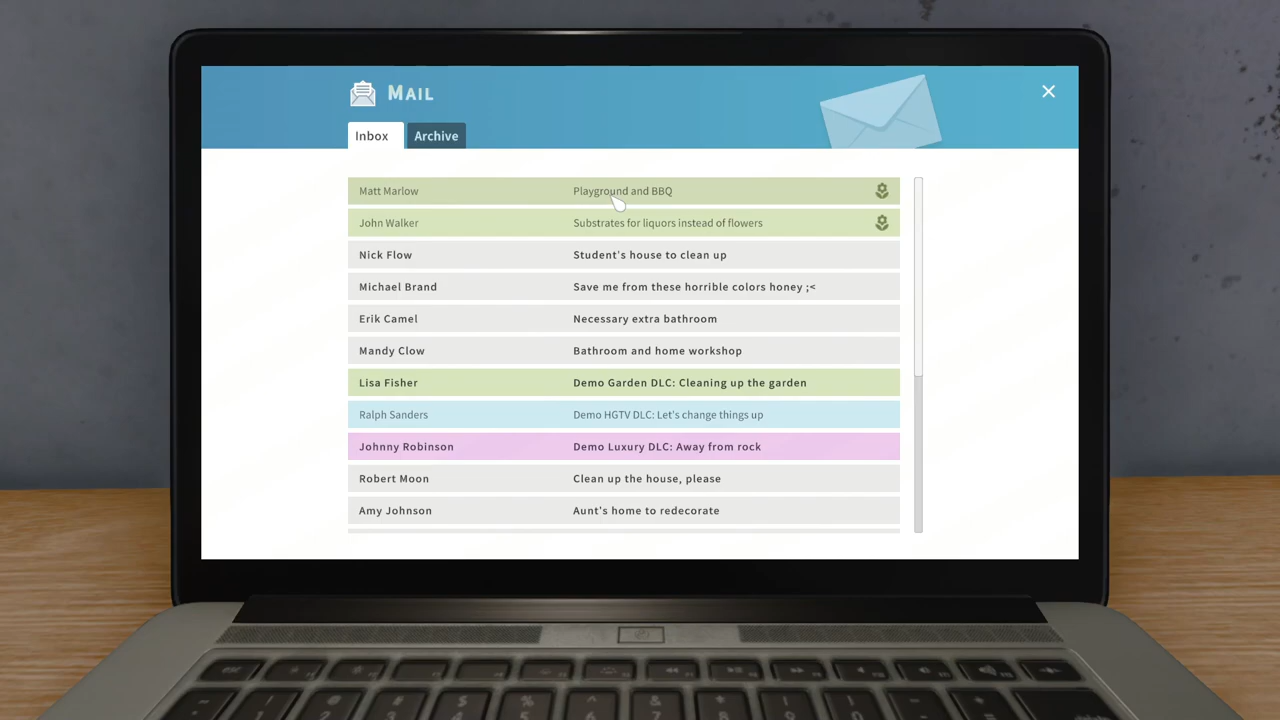 MAIL
Inbox Archive
Matt Marlow Playground and BBQ
John Walker Substrates for liquors instead of flowers
Nick Flow Student's house to clean up
Michael Brand Save me from these horrible colors honey ;<
Erik Camel Necessary extra bathroom
Mandy Clow Bathroom and home workshop
Lisa Fisher Demo Garden DLC: Cleaning up the garden
Ralph Sanders Demo HGTV DLC: Let's change things up
Johnny Robinson Demo Luxury DLC: Away from rock
Robert Moon Clean up the house, please
Amy Johnson Aunt's home to redecorate